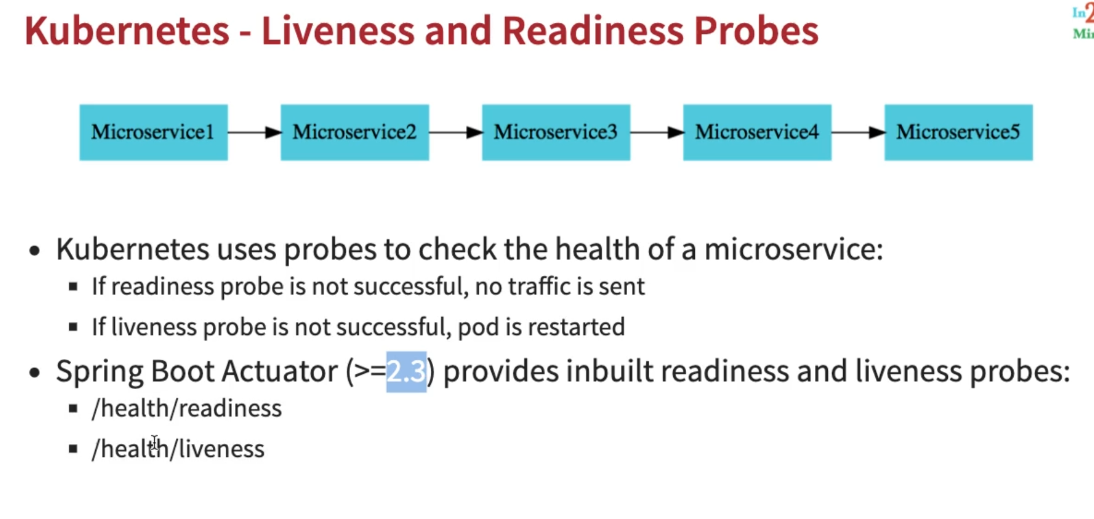 Kubernetes - Liveness and Readiness Probes
In2
Microservice1 Microservice2 Microservice3 Microservice4 Microservice5
• Kubernetes uses probes to check the health of a microservice:
▪ If readiness probe is not successful, no traffic is sent
▪ If liveness probe is not successful, pod is restarted
• Spring Boot Actuator (>=2.3) provides inbuilt readiness and liveness probes:
▪ /health/readiness
▪ /health/liveness